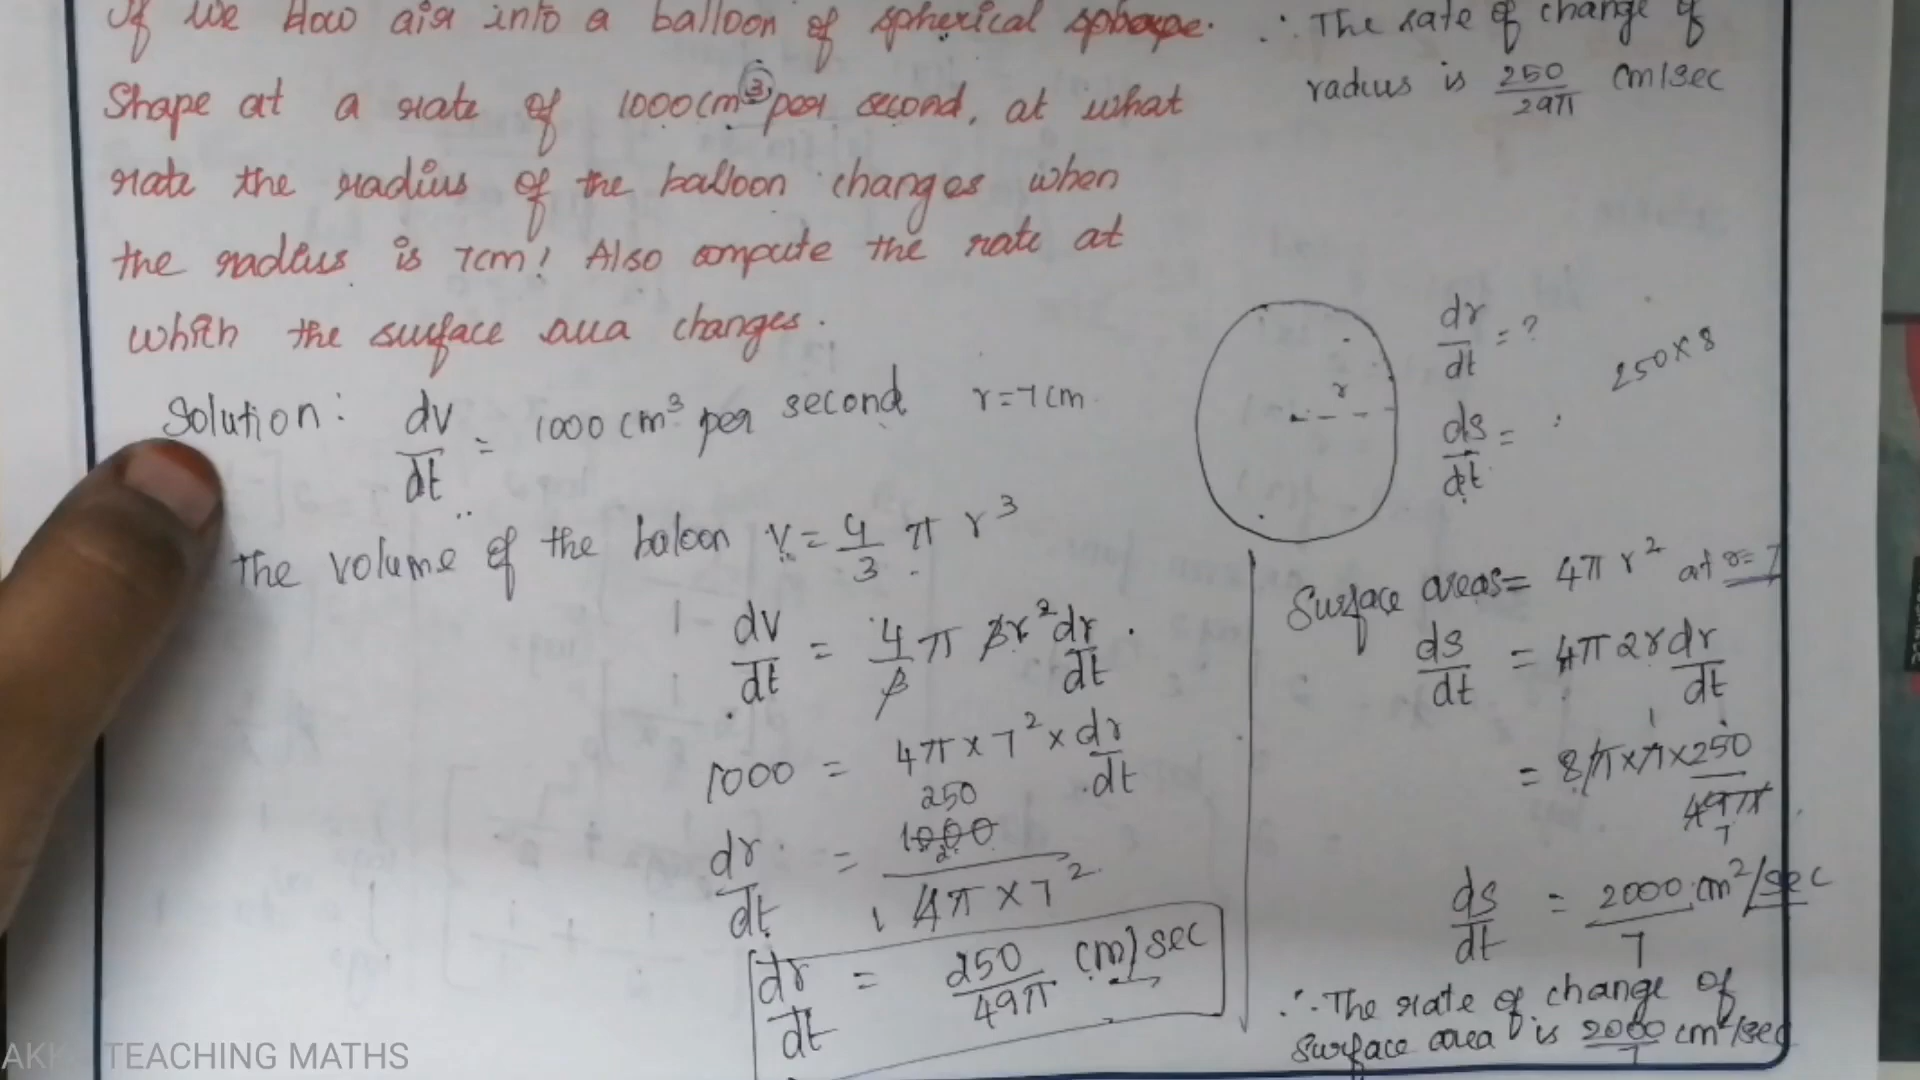 If we blow air into a balloon of spherical
Shape at a rate of 1000cm³ per second, at what
rate the radius of the balloon changes when
the radius is 7cm! Also compute the rate at
which the surface area changes.
Solution: dv/dt = 1000 cm³ per second r=7cm
The volume of the baloon V = 4/3 π r³
dv/dt = 4/3 π 3r² dr/dt.
1000 = 4π × 7² × dr/dt
250
dr/dt = 1000/4π×7²
dr/dt = 250/49π cm/sec
∴ The rate of change of
radius is 250/29π cm/sec
r
dr/dt = ?
ds/dt =
250×8
Surface areas = 4πr² at r=7
ds/dt = 4π2r dr/dt
= 8π×7×250/49π
7
ds/dt = 2000/7 cm²/sec
∴ The rate of change of
surface area is 2000/7 cm²/sec
AKK TEACHING MATHS